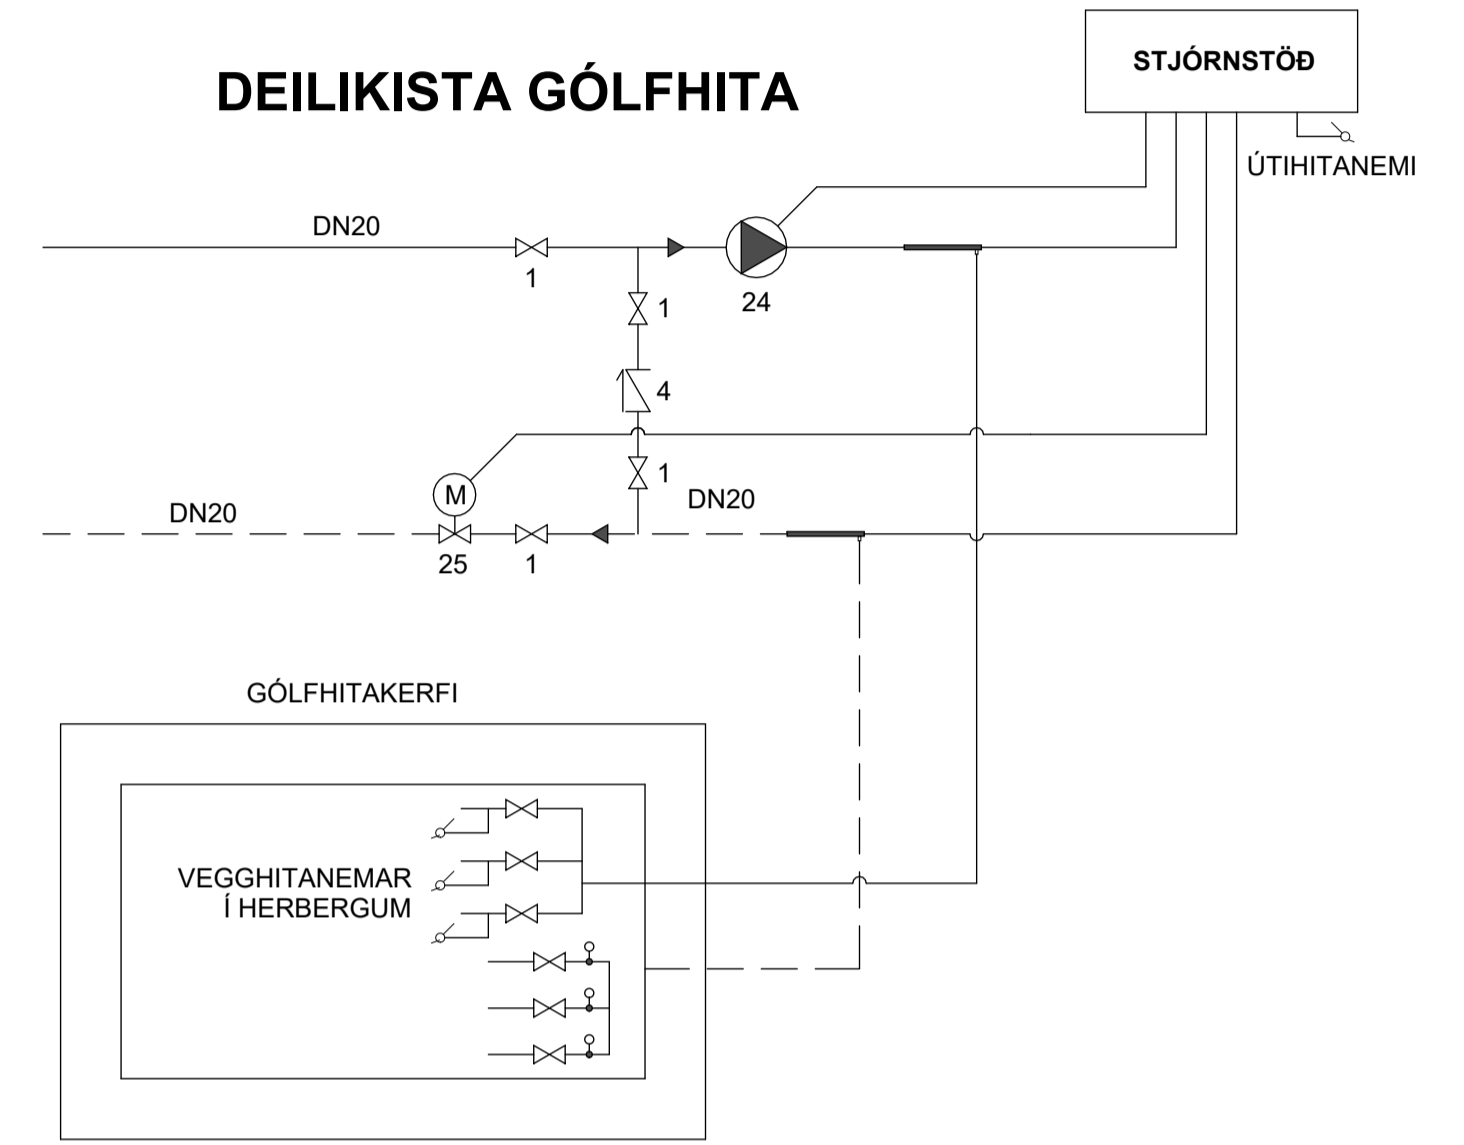 STJÓRNSTÖÐ
DEILIKISTA GÓLFHITA
ÚTIHITANEMI
DN20
1
1
24
4
1
DN20
M
DN20
25
1
GÓLFHITAKERFI
VEGGHITANEMAR
Í HERBERGUM